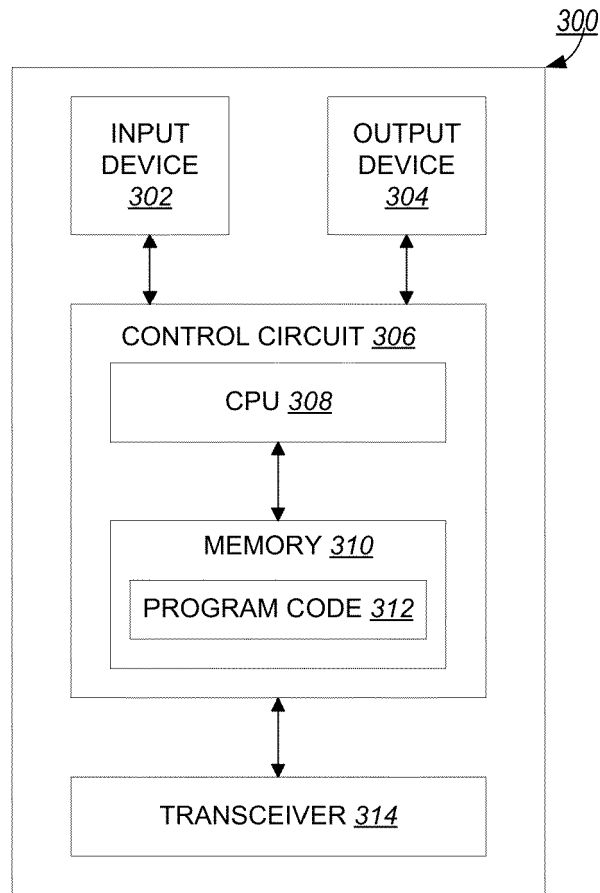 300
INPUT
DEVICE
302
OUTPUT
DEVICE
304
CONTROL CIRCUIT 306
CPU 308
MEMORY 310
PROGRAM CODE 312
TRANSCEIVER 314